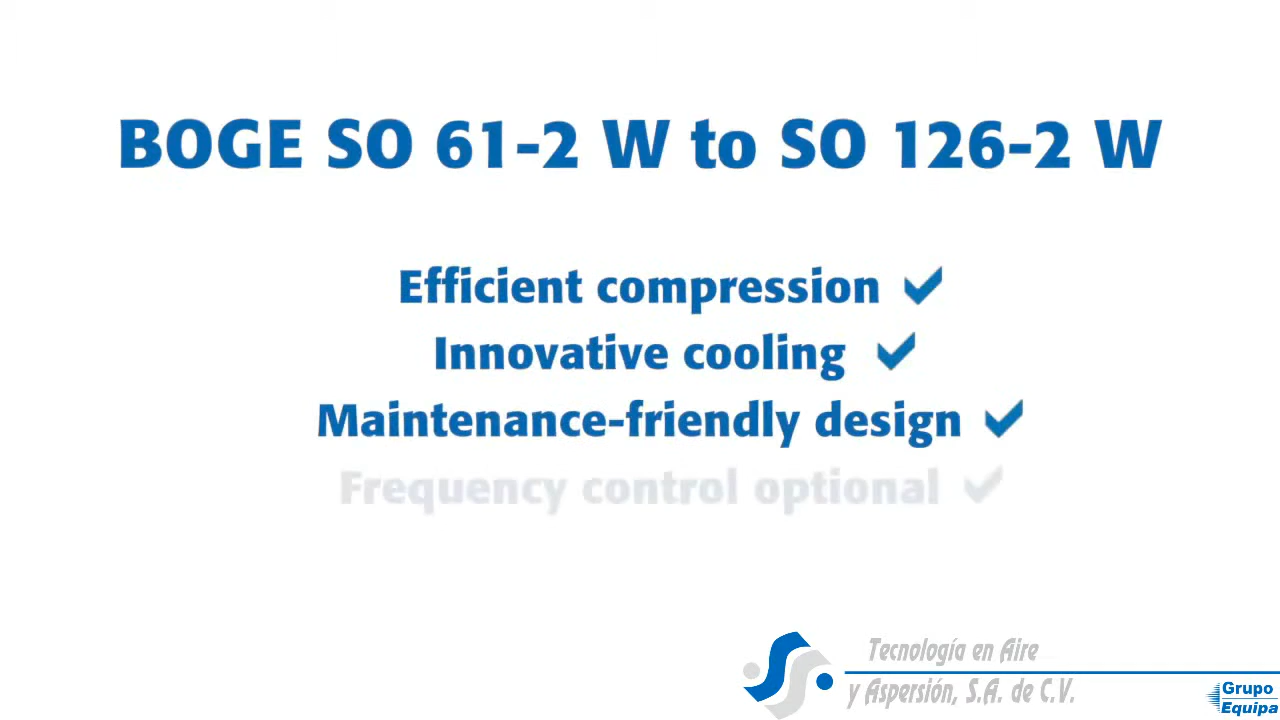 BOGE SO 61-2 W to SO 126-2 W
Efficient compression
Innovative cooling
Maintenance-friendly design
Frequency control optional
Tecnología en Aire
y Aspersión, S.A. de C.V.
Grupo
Equipa